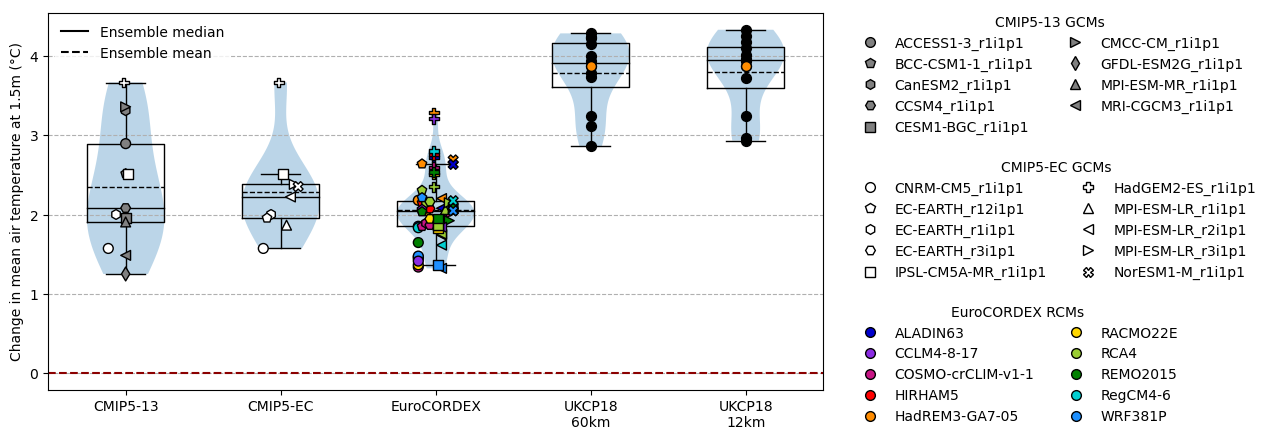 Change in mean air temperature at 1.5m (°C)
4
3
2
1
0
Ensemble median
Ensemble mean
CMIP5-13
CMIP5-EC
EuroCORDEX
UKCP18
60km
UKCP18
12km
CMIP5-13 GCMs
ACCESS1-3_r1i1p1
BCC-CSM1-1_r1i1p1
CanESM2_r1i1p1
CCSM4_r1i1p1
CESM1-BGC_r1i1p1
CMCC-CM_r1i1p1
GFDL-ESM2G_r1i1p1
MPI-ESM-MR_r1i1p1
MRI-CGCM3_r1i1p1
CMIP5-EC GCMs
CNRM-CM5_r1i1p1
EC-EARTH_r12i1p1
EC-EARTH_r1i1p1
EC-EARTH_r3i1p1
IPSL-CM5A-MR_r1i1p1
HadGEM2-ES_r1i1p1
MPI-ESM-LR_r1i1p1
MPI-ESM-LR_r2i1p1
MPI-ESM-LR_r3i1p1
NorESM1-M_r1i1p1
EuroCORDEX RCMs
ALADIN63
CCLM4-8-17
COSMO-crCLIM-v1-1
HIRHAM5
HadREM3-GA7-05
RACMO22E
RCA4
REMO2015
RegCM4-6
WRF381P